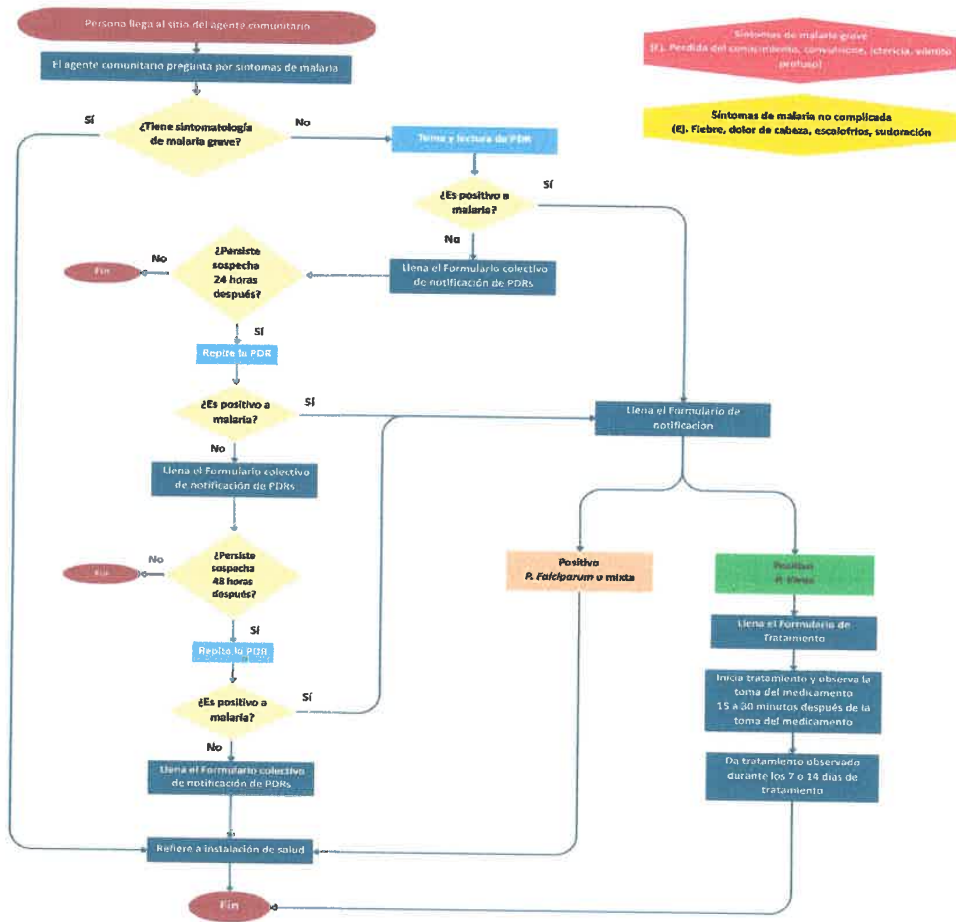 Persona llega al sitio del agente comunitario
El agente comunitario pregunta por síntomas de malaria
Síntomas de malaria grave
(Ej. Perdida del conocimiento, convulsione, ictericia, vómito
profuso)
Síntomas de malaria no complicada
(Ej. Fiebre, dolor de cabeza, escalofríos, sudoración
Sí
¿Tiene sintomatología
de malaria grave?
No
Toma y lectura de PDR
¿Es positivo a
malaria?
Sí
No
Llena el Formulario colectivo
de notificación de PDRs
¿Persiste
sospecha
24 horas
después?
No
Fin
Sí
Repite la PDR
¿Es positivo a
malaria?
Sí
Llena el Formulario de
notificación
No
Llena el Formulario colectivo
de notificación de PDRs
¿Persiste
sospecha
48 horas
después?
No
Fin
Positivo
P. Falciparum o mixta
Positivo
P. Vivax
Llena el Formulario de
Tratamiento
Sí
Repite la PDR
Inicia tratamiento y observa la
toma del medicamento
15 a 30 minutos después de la
toma del medicamento
¿Es positivo a
malaria?
Sí
No
Llena el Formulario colectivo
de notificación de PDRs
Da tratamiento observado
durante los 7 o 14 días de
tratamiento
Refiere a instalación de salud
Fin